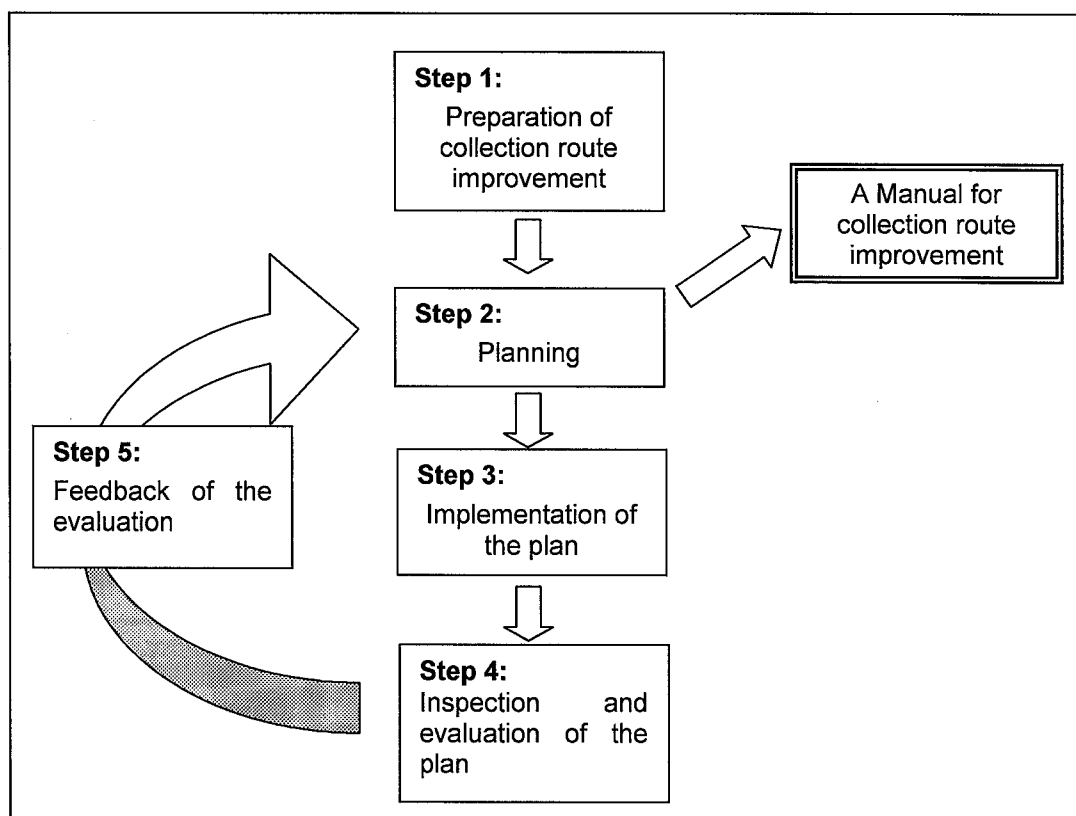 Step 1:
Preparation of
collection route
improvement
A Manual for
collection route
improvement
Step 2:
Planning
Step 3:
Implementation of
the plan
Step 4:
Inspection and
evaluation of the
plan
Step 5:
Feedback of the
evaluation